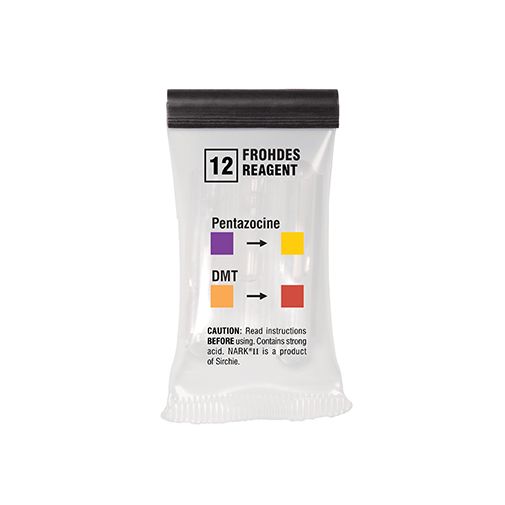 12 FROHDES
REAGENT
Pentazocine
DMT
CAUTION: Read instructions
BEFORE using. Contains strong
acid. NARK®II is a product
of Sirchie.